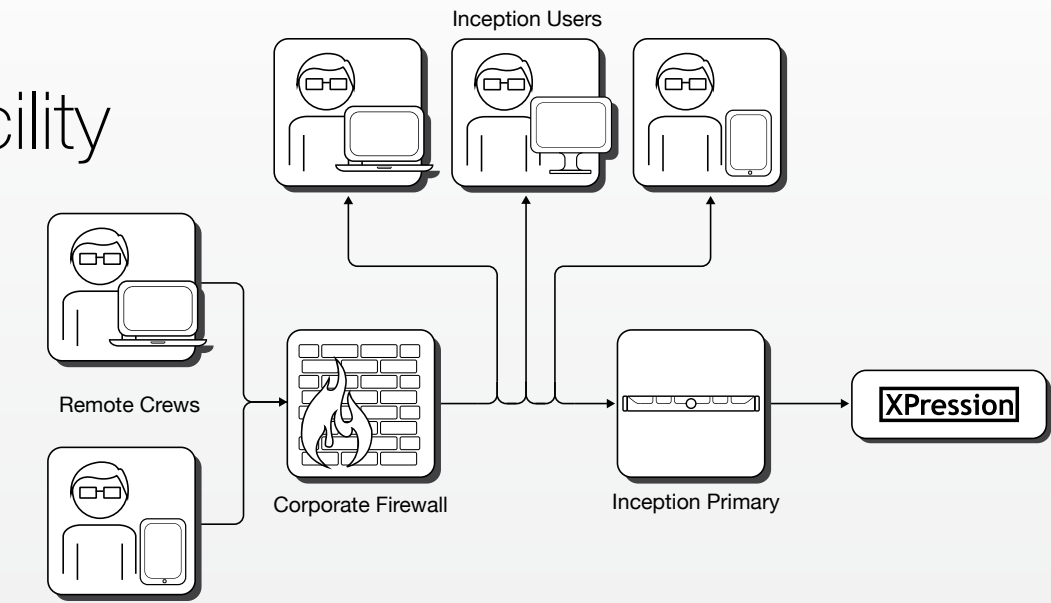 Inception Users
cility
Remote Crews
Corporate Firewall
Inception Primary
XPression